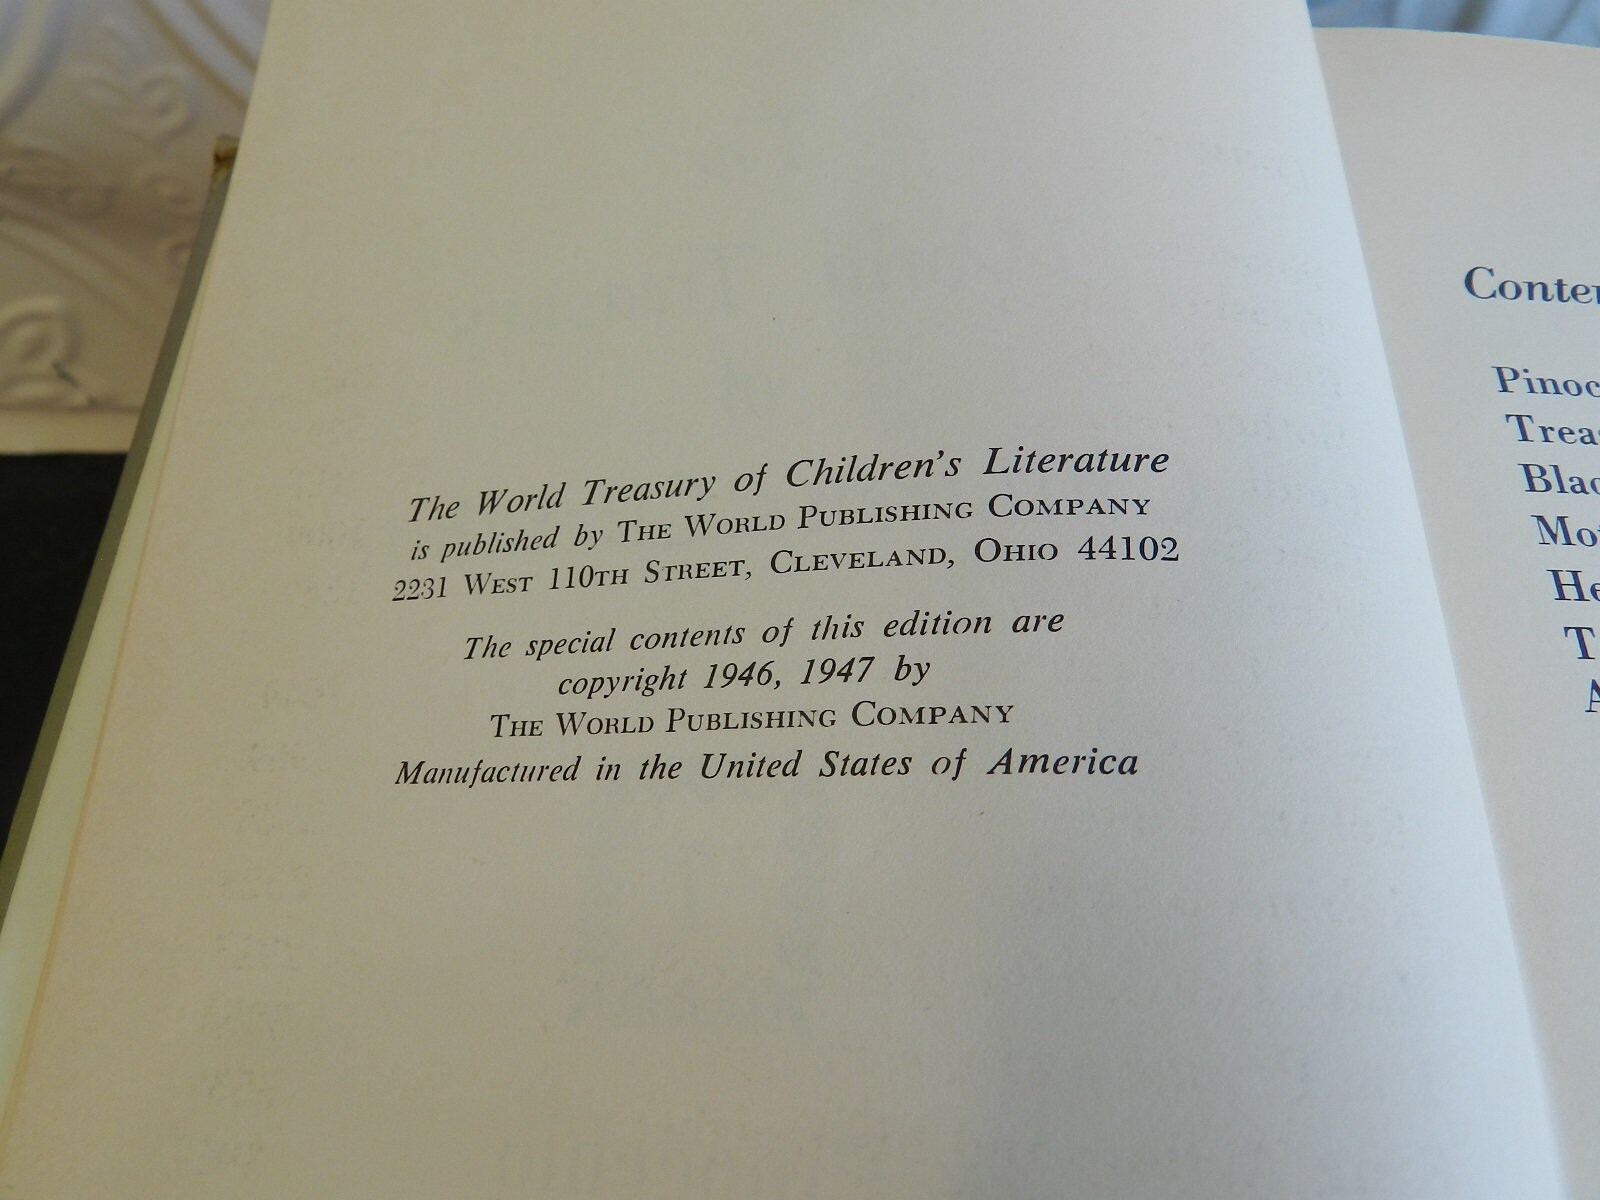 The World Treasury of Children's Literature
is published by THE WORLD PUBLISHING COMPANY
2231 WEST 110TH STREET, CLEVELAND, OHIO 44102
The special contents of this edition are
copyright 1946, 1947 by
THE WORLD PUBLISHING COMPANY
Manufactured in the United States of America